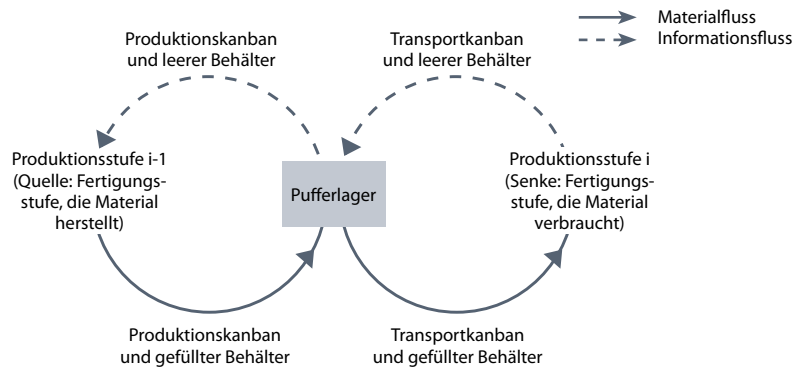 Materialfluss
Informationsfluss
Produktionskanban
und leerer Behälter
Transportkanban
und leerer Behälter
Produktionsstufe i-1
(Quelle: Fertigungs-
stufe, die Material
herstellt)
Pufferlager
Produktionsstufe i
(Senke: Fertigungs-
stufe, die Material
verbraucht)
Produktionskanban
und gefüllter Behälter
Transportkanban
und gefüllter Behälter